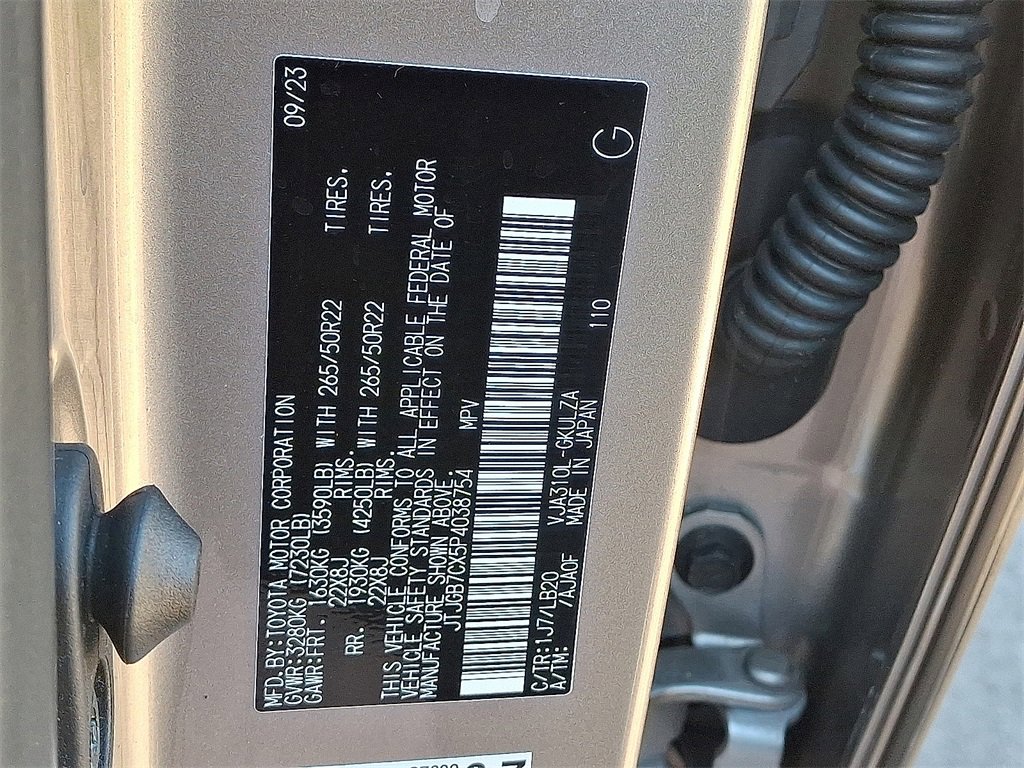 09/23
MFD.BY:TOYOTA MOTOR CORPORATION
GVWR:3280KG (7230LB)
GAWR:FRT. 1630KG (3590LB) WITH 265/50R22 TIRES,
22X8J RIMS.
RR. 1930KG (4250LB) WITH 265/50R22 TIRES,
22X8J RIMS.
THIS VEHICLE CONFORMS TO ALL APPLICABLE FEDERAL MOTOR
VEHICLE SAFETY STANDARDS IN EFFECT ON THE DATE OF
MANUFACTURE SHOWN ABOVE.
JTJGB7CX5P4038754 MPV
G
C/TR:1J7/LB20 VJA310L-GKULZA 110
A/TM: /AJA0F MADE IN JAPAN